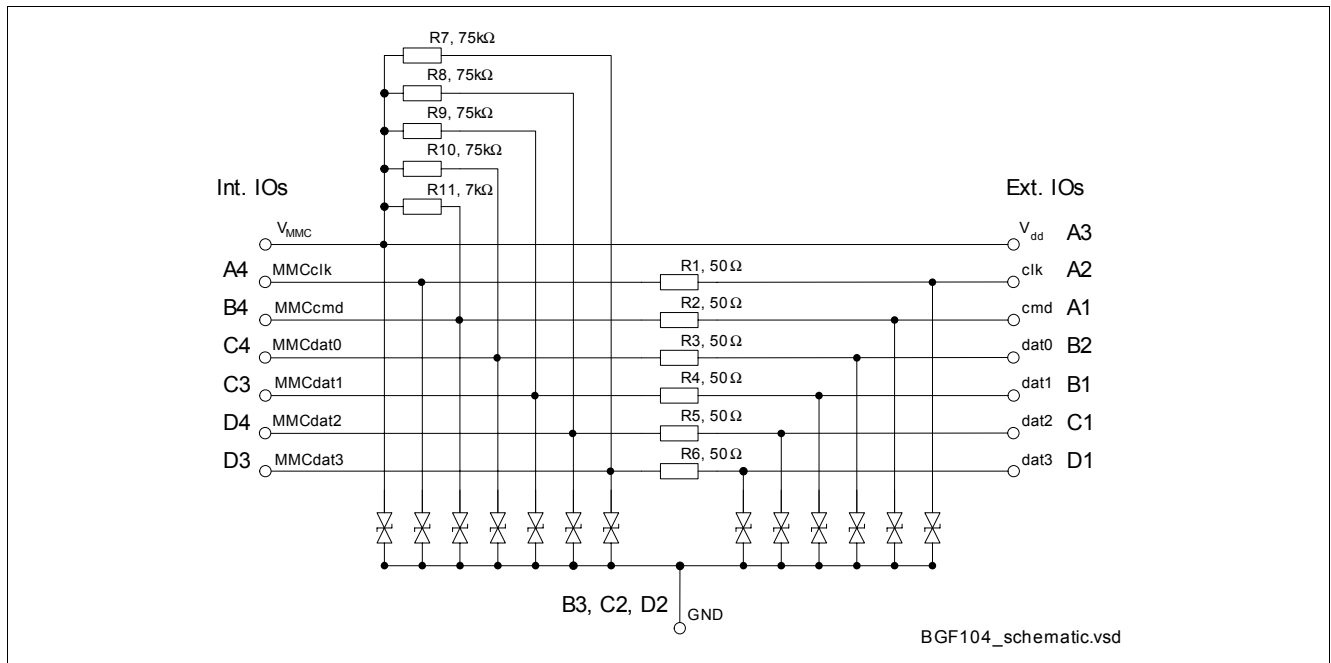 R7, 75kΩ
R8, 75kΩ
R9, 75kΩ
R10, 75kΩ
R11, 7kΩ
Int. IOs
Ext. IOs
VMMC
Vdd A3
A4 MMCclk
R1, 50Ω
clk A2
B4 MMCcmd
R2, 50Ω
cmd A1
C4 MMCdat0
R3, 50Ω
dat0 B2
C3 MMCdat1
R4, 50Ω
dat1 B1
D4 MMCdat2
R5, 50Ω
dat2 C1
D3 MMCdat3
R6, 50Ω
dat3 D1
B3, C2, D2
GND
BGF104_schematic.vsd